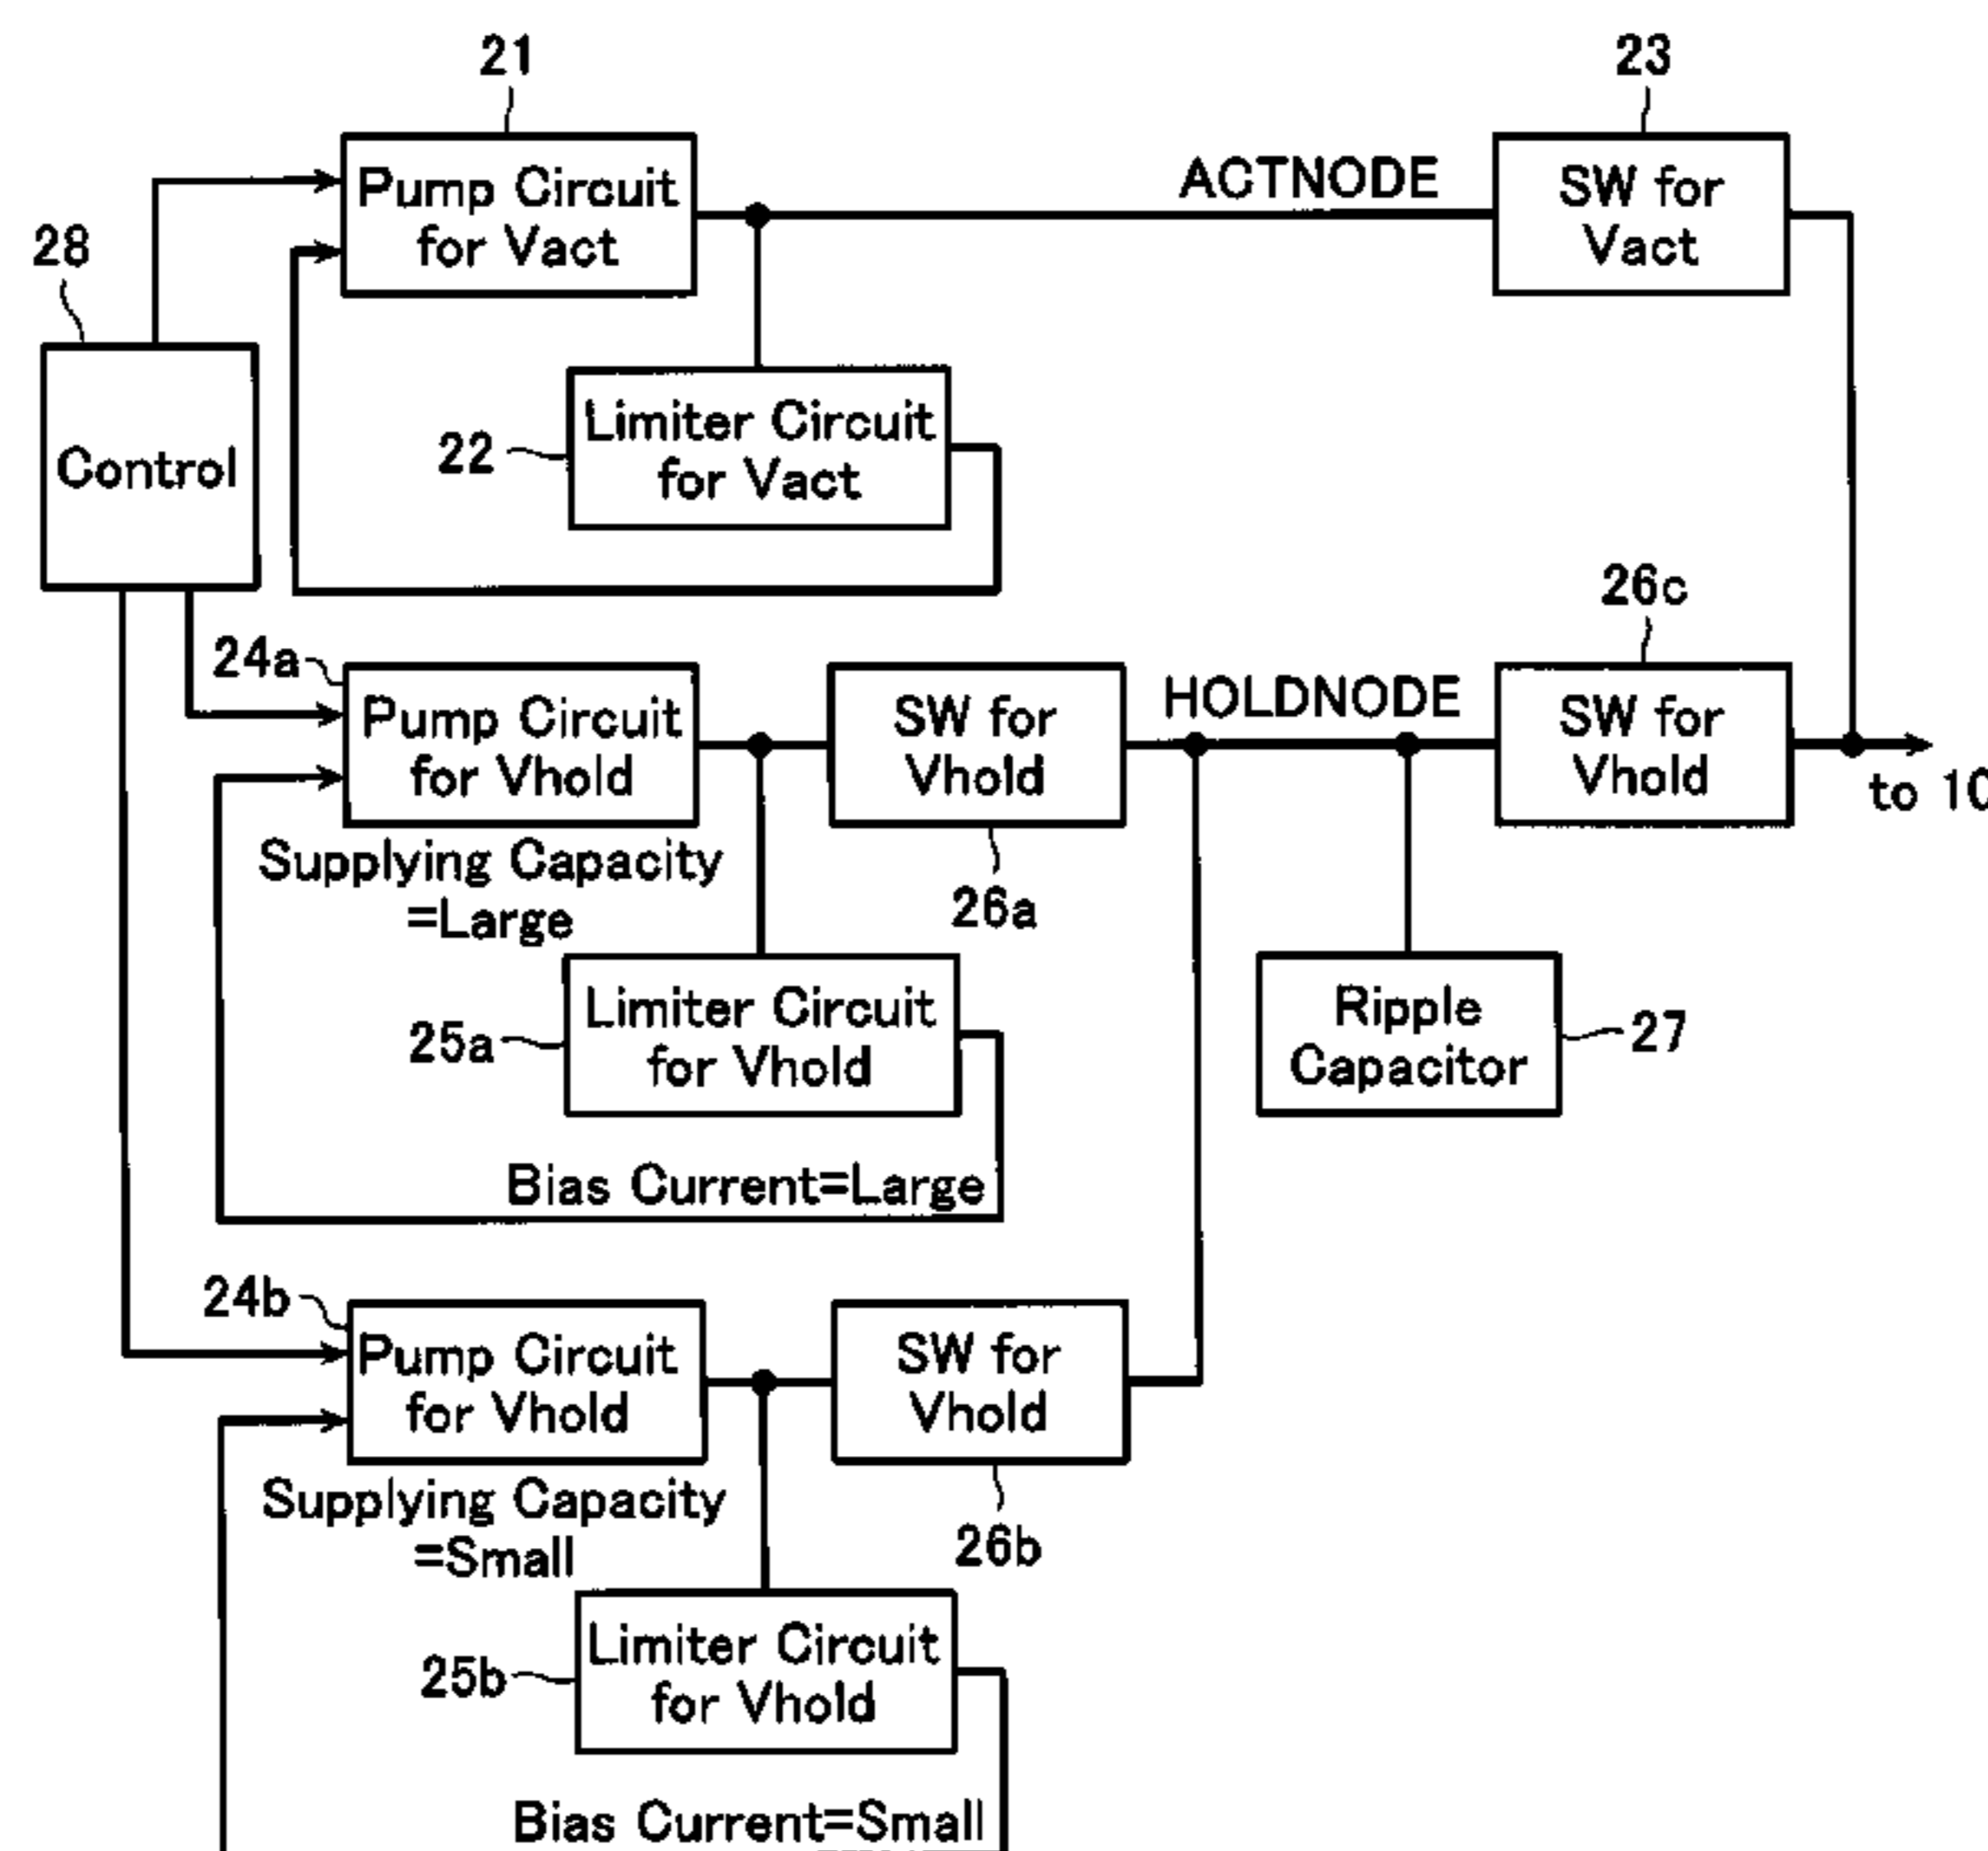 21
23
Pump Circuit
for Vact
ACTNODE
SW for
Vact
28
Control
22
Limiter Circuit
for Vact
26c
24a
Pump Circuit
for Vhold
SW for
Vhold
HOLDNODE
SW for
Vhold
to 10
Supplying Capacity
=Large
26a
25a
Limiter Circuit
for Vhold
Ripple
Capacitor
27
Bias Current=Large
24b
Pump Circuit
for Vhold
SW for
Vhold
Supplying Capacity
=Small
26b
25b
Limiter Circuit
for Vhold
Bias Current=Small